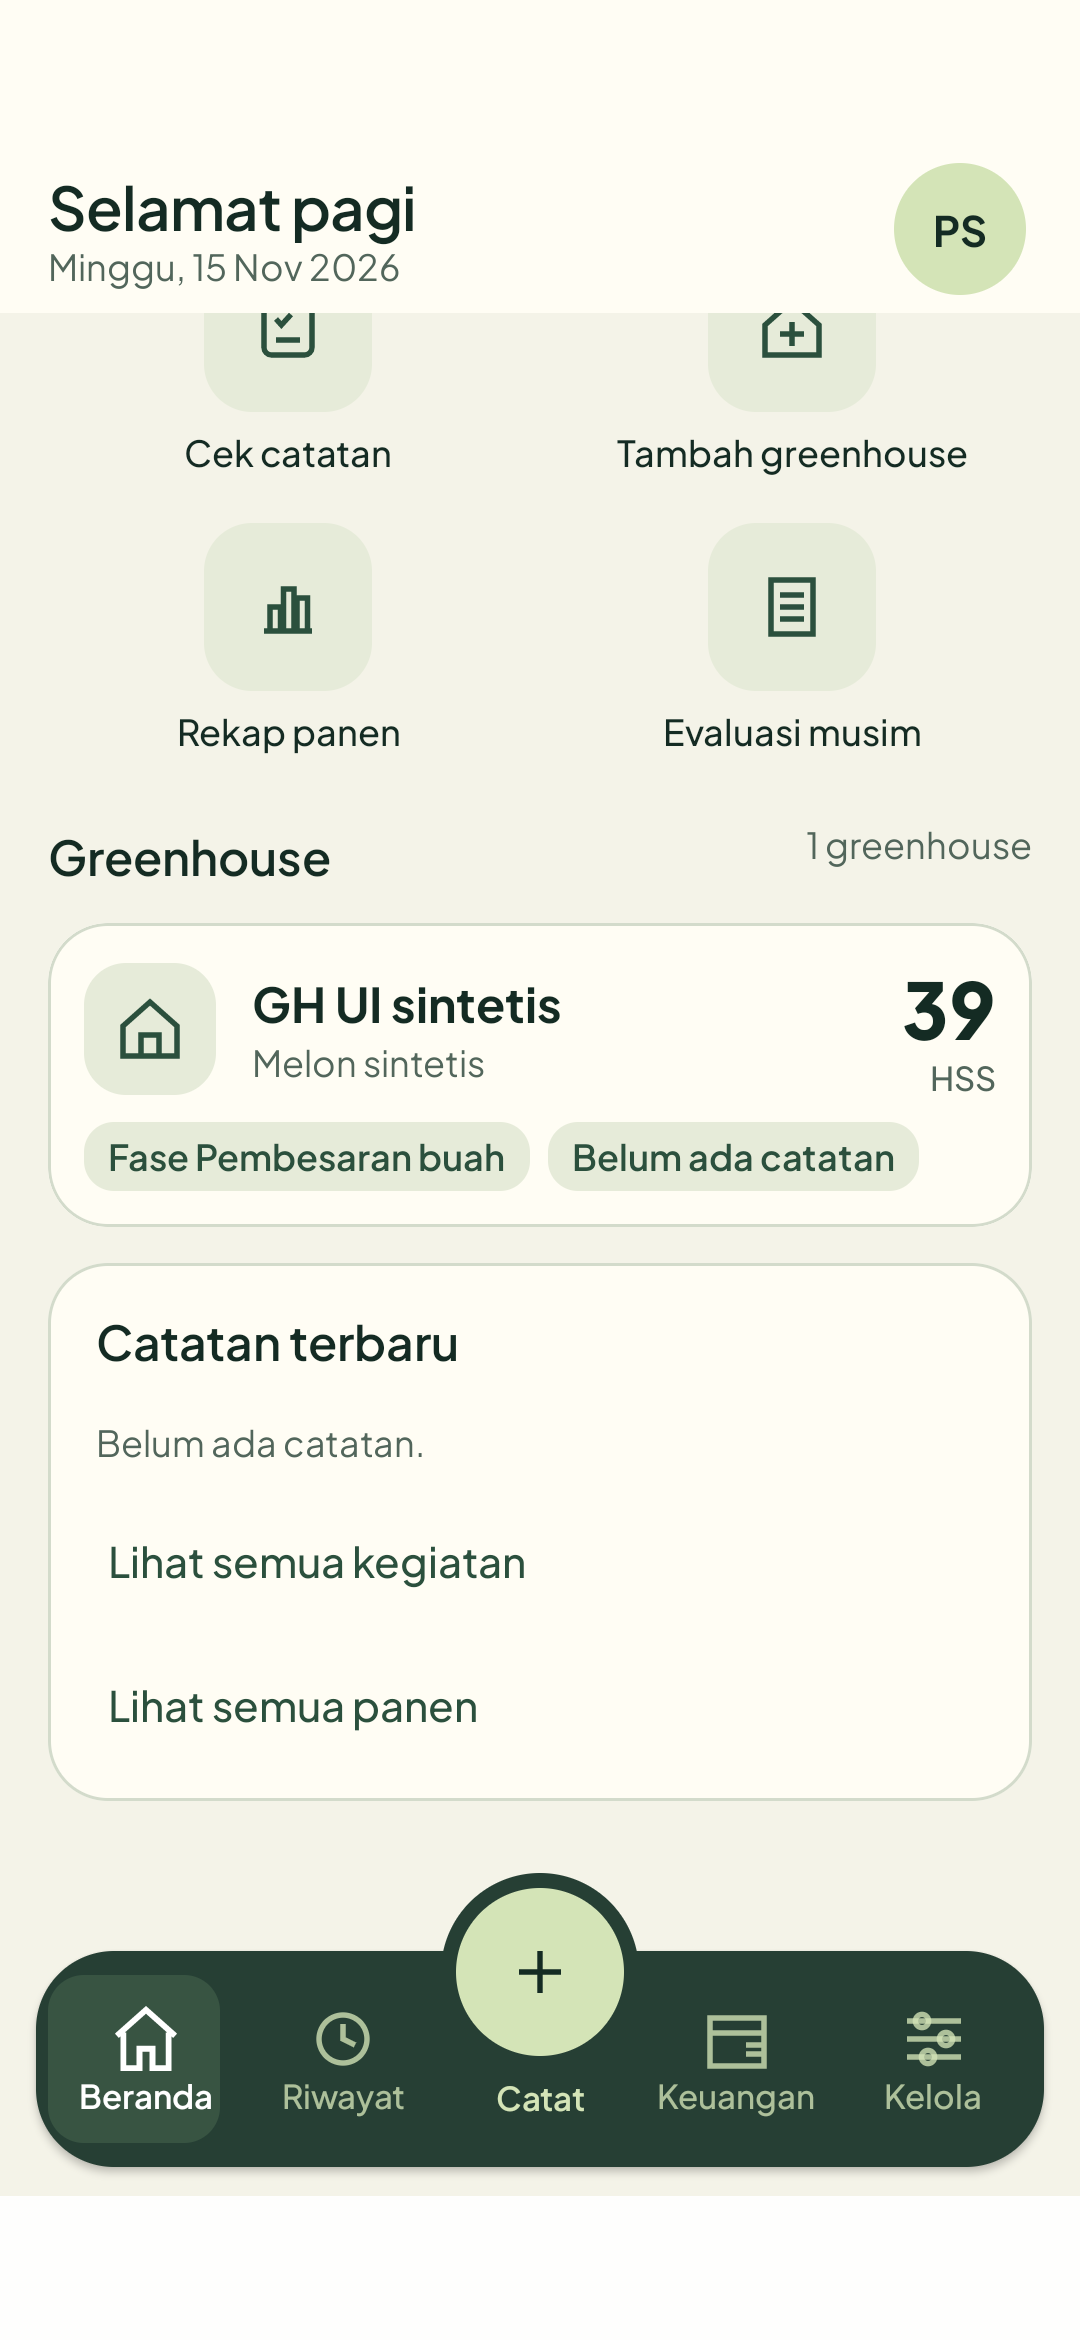 Selamat pagi
Minggu, 15 Nov 2026
PS
Cek catatan
Tambah greenhouse
Rekap panen
Evaluasi musim
Greenhouse
1 greenhouse
GH UI sintetis
Melon sintetis
39
HSS
Fase Pembesaran buah
Belum ada catatan
Catatan terbaru
Belum ada catatan.
Lihat semua kegiatan
Lihat semua panen
Beranda
Riwayat
Catat
Keuangan
Kelola